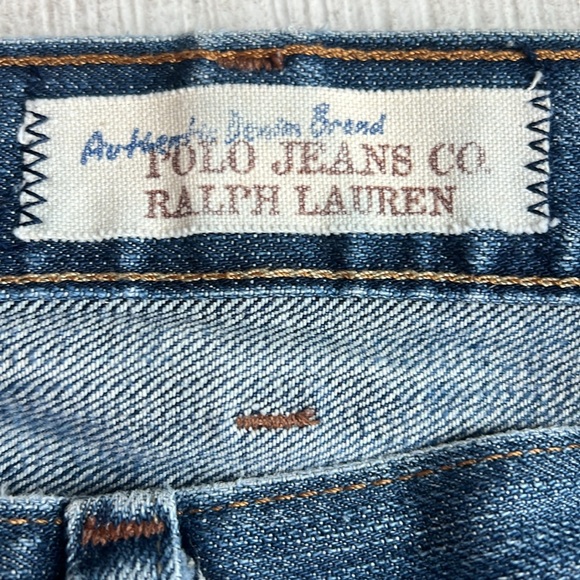 Authentic Denim Brand
POLO JEANS CO.
RALPH LAUREN